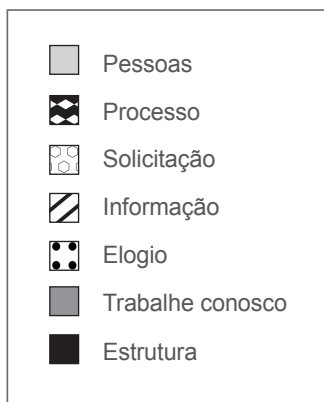 Pessoas
Processo
Solicitação
Informação
Elogio
Trabalhe conosco
Estrutura